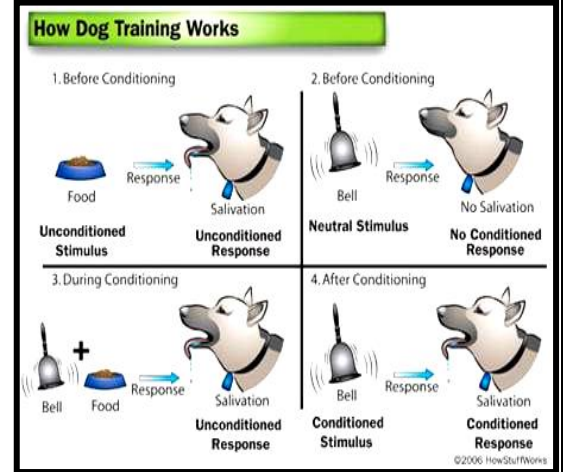 How Dog Training Works
1. Before Conditioning
Response
Food
Salivation
Unconditioned
Stimulus
Unconditioned
Response
2. Before Conditioning
Response
Bell
No Salivation
Neutral Stimulus
No Conditioned
Response
3. During Conditioning
+
Response
Bell
Food
Salivation
Unconditioned
Response
4. After Conditioning
Response
Bell
Salivation
Conditioned
Stimulus
Conditioned
Response
©2006 HowStuffWorks